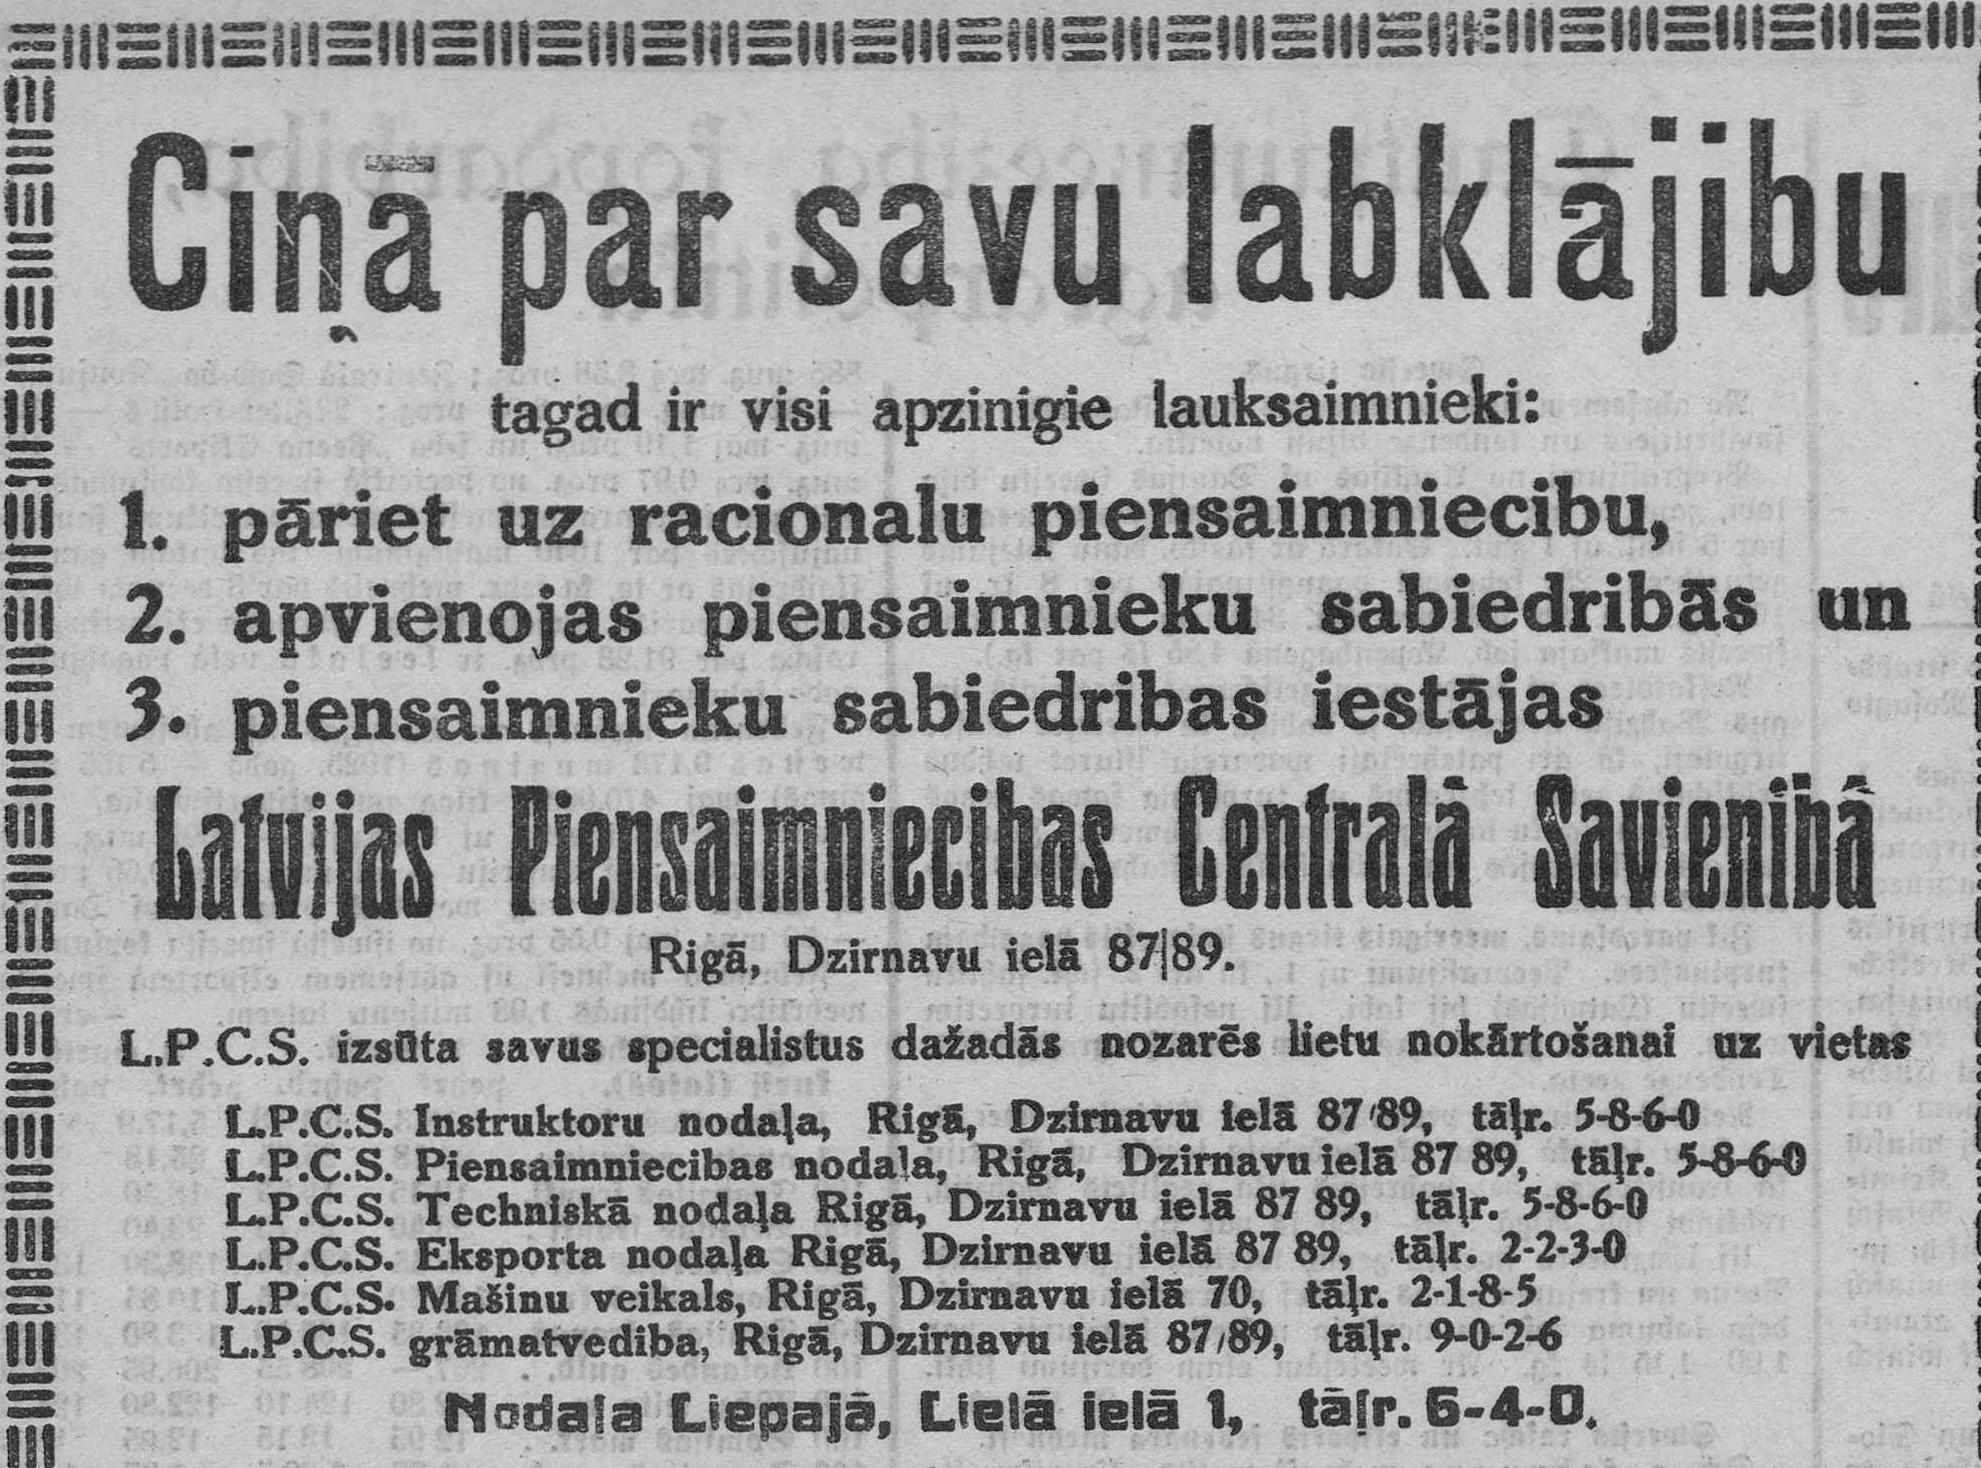 Ciņā par savu labklājibu
tagad ir visi apzinigie lauksaimnieki:
1. pāriet uz racionalu piensaimniecibu,
2. apvienojas piensaimnieku sabiedribās un
3. piensaimnieku sabiedribas iestājas
Latvijas Piensaimniecibas Centralā Savienibā
Rigā, Dzirnavu ielā 87|89.
L.P.C.S. izsūta savus specialistus dažadās nozarēs lietu nokārtošanai uz vietas
L.P.C.S. Instruktoru nodaļa, Rigā, Dzirnavu ielā 87/89, tāļr. 5-8-6-0
L.P.C.S. Piensaimniecibas nodaļa, Rigā, Dzirnavu ielā 87 89, tāļr. 5-8-6-0
L.P.C.S. Techniskā nodaļa Rigā, Dzirnavu ielā 87 89, tāļr. 5-8-6-0
L.P.C.S. Eksporta nodaļa Rigā, Dzirnavu ielā 87 89, tāļr. 2-2-3-0
L.P.C.S. Mašinu veikals, Rigā, Dzirnavu ielā 70, tāļr. 2-1-8-5
L.P.C.S. grāmatvediba, Rigā, Dzirnavu ielā 87/89, tāļr. 9-0-2-6
Nodaļa Liepajā, Lielā ielā 1, tāļr. 6-4-0.